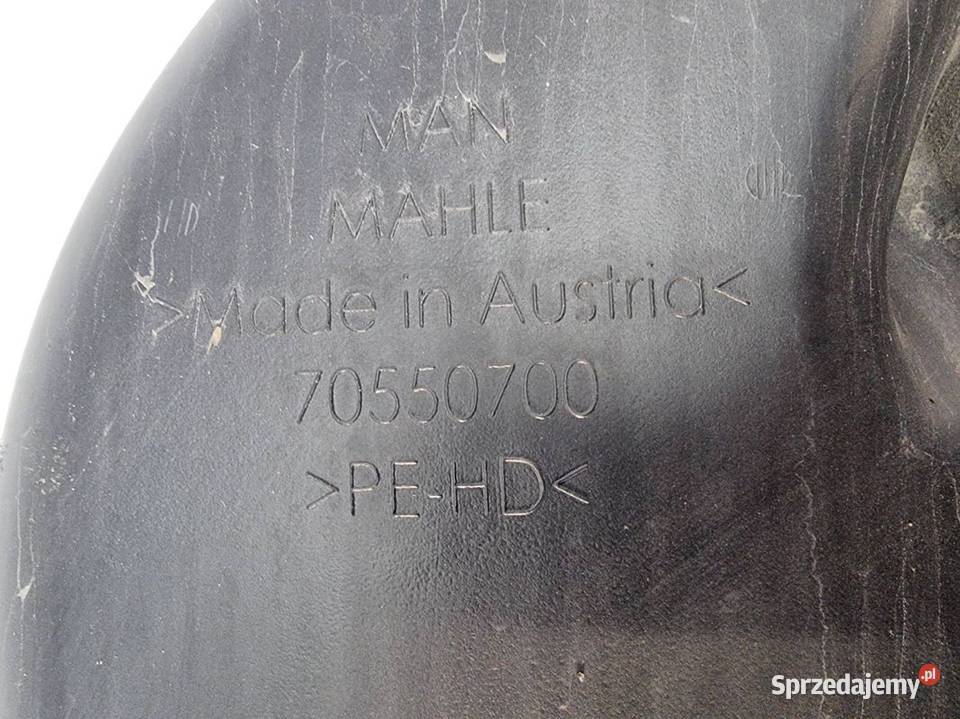 MAN
MAHLE
>Made in Austria<
70550700
>PE-HD<
Sprzedajemy.pl